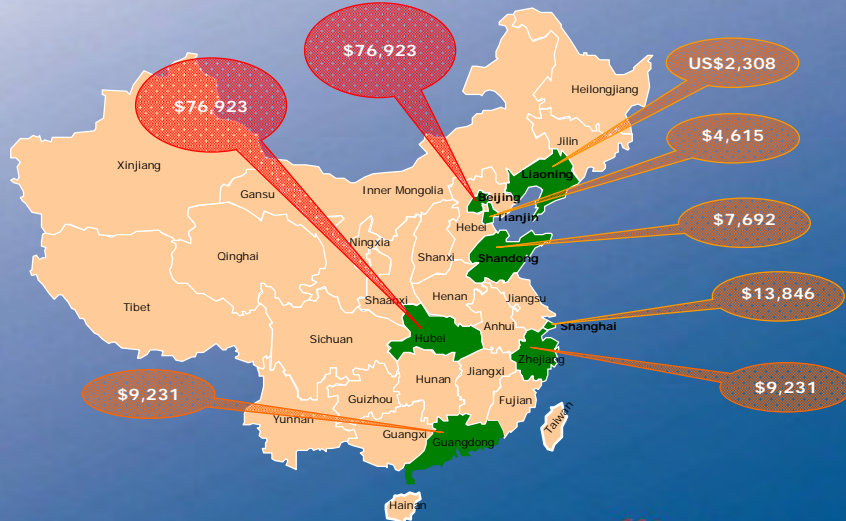 $76,923
$76,923
US$2,308
Heilongjiang
$4,615
Jilin
Xinjiang
Liaoning
Inner Mongolia
Gansu
Beijing
Tianjin
$7,692
Hebei
Ningxia
Qinghai
Shanxi
Shandong
$13,846
Shaanxi
Henan
Jiangsu
Tibet
Anhui
Shanghai
Sichuan
Hubei
Zhejiang
Jiangxi
Hunan
$9,231
$9,231
Guizhou
Fujian
Yunnan
Taiwan
Guangxi
Guangdong
Hainan